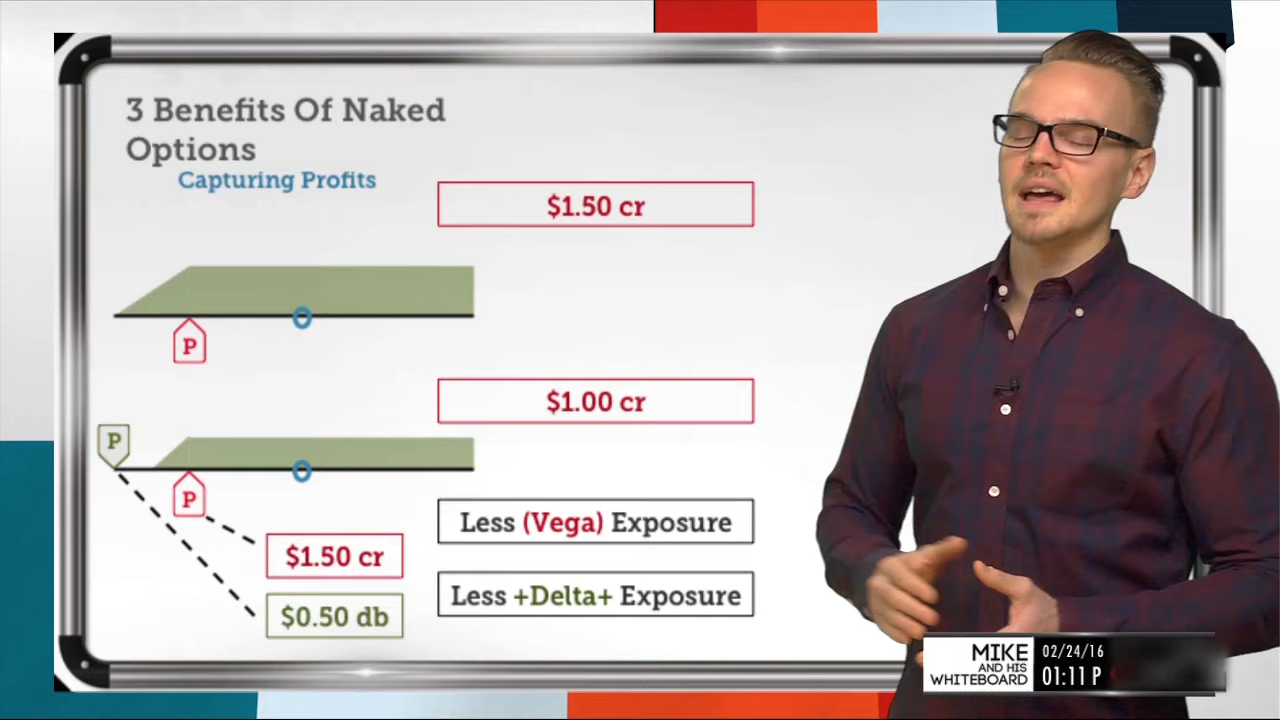 3 Benefits Of Naked
Options
Capturing Profits
$1.50 cr
P
$1.00 cr
P
P
$1.50 cr
$0.50 db
Less (Vega) Exposure
Less +Delta+ Exposure
MIKE
AND HIS
WHITEBOARD
02/24/16
01:11 P